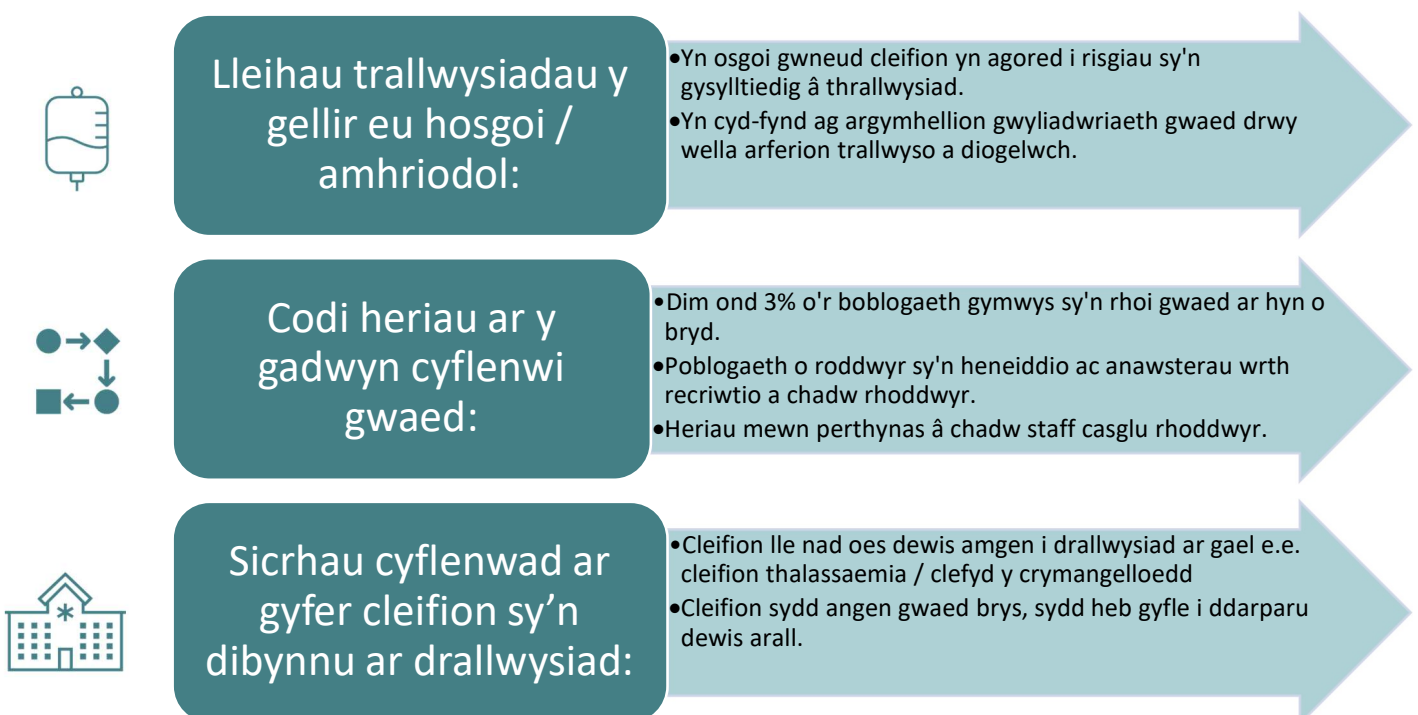 Lleihau trallwysiadau y
gellir eu hosgoi /
amhriodol:
•Yn osgoi gwneud cleifion yn agored i risgiau sy'n
gysylltiedig â thrallwysiad.
•Yn cyd-fynd ag argymhellion gwyliadwriaeth gwaed drwy
wella arferion trallwyso a diogelwch.
Codi heriau ar y
gadwyn cyflenwi
gwaed:
•Dim ond 3% o'r boblogaeth gymwys sy'n rhoi gwaed ar hyn o
bryd.
•Poblogaeth o roddwyr sy'n heneiddio ac anawsterau wrth
recriwtio a chadw rhoddwyr.
•Heriau mewn perthynas â chadw staff casglu rhoddwyr.
Sicrhau cyflenwad ar
gyfer cleifion sy’n
dibynnu ar drallwysiad:
•Cleifion lle nad oes dewis amgen i drallwysiad ar gael e.e.
cleifion thalassaemia / clefyd y crymangelloedd
•Cleifion sydd angen gwaed brys, sydd heb gyfle i ddarparu
dewis arall.